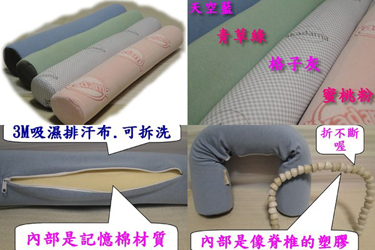 天空藍
青草綠
梅子灰
蜜桃粉
3M吸濕排汗布.可拆洗
內部是記憶棉材質
折不斷
喔
內部是像脊椎的塑膠